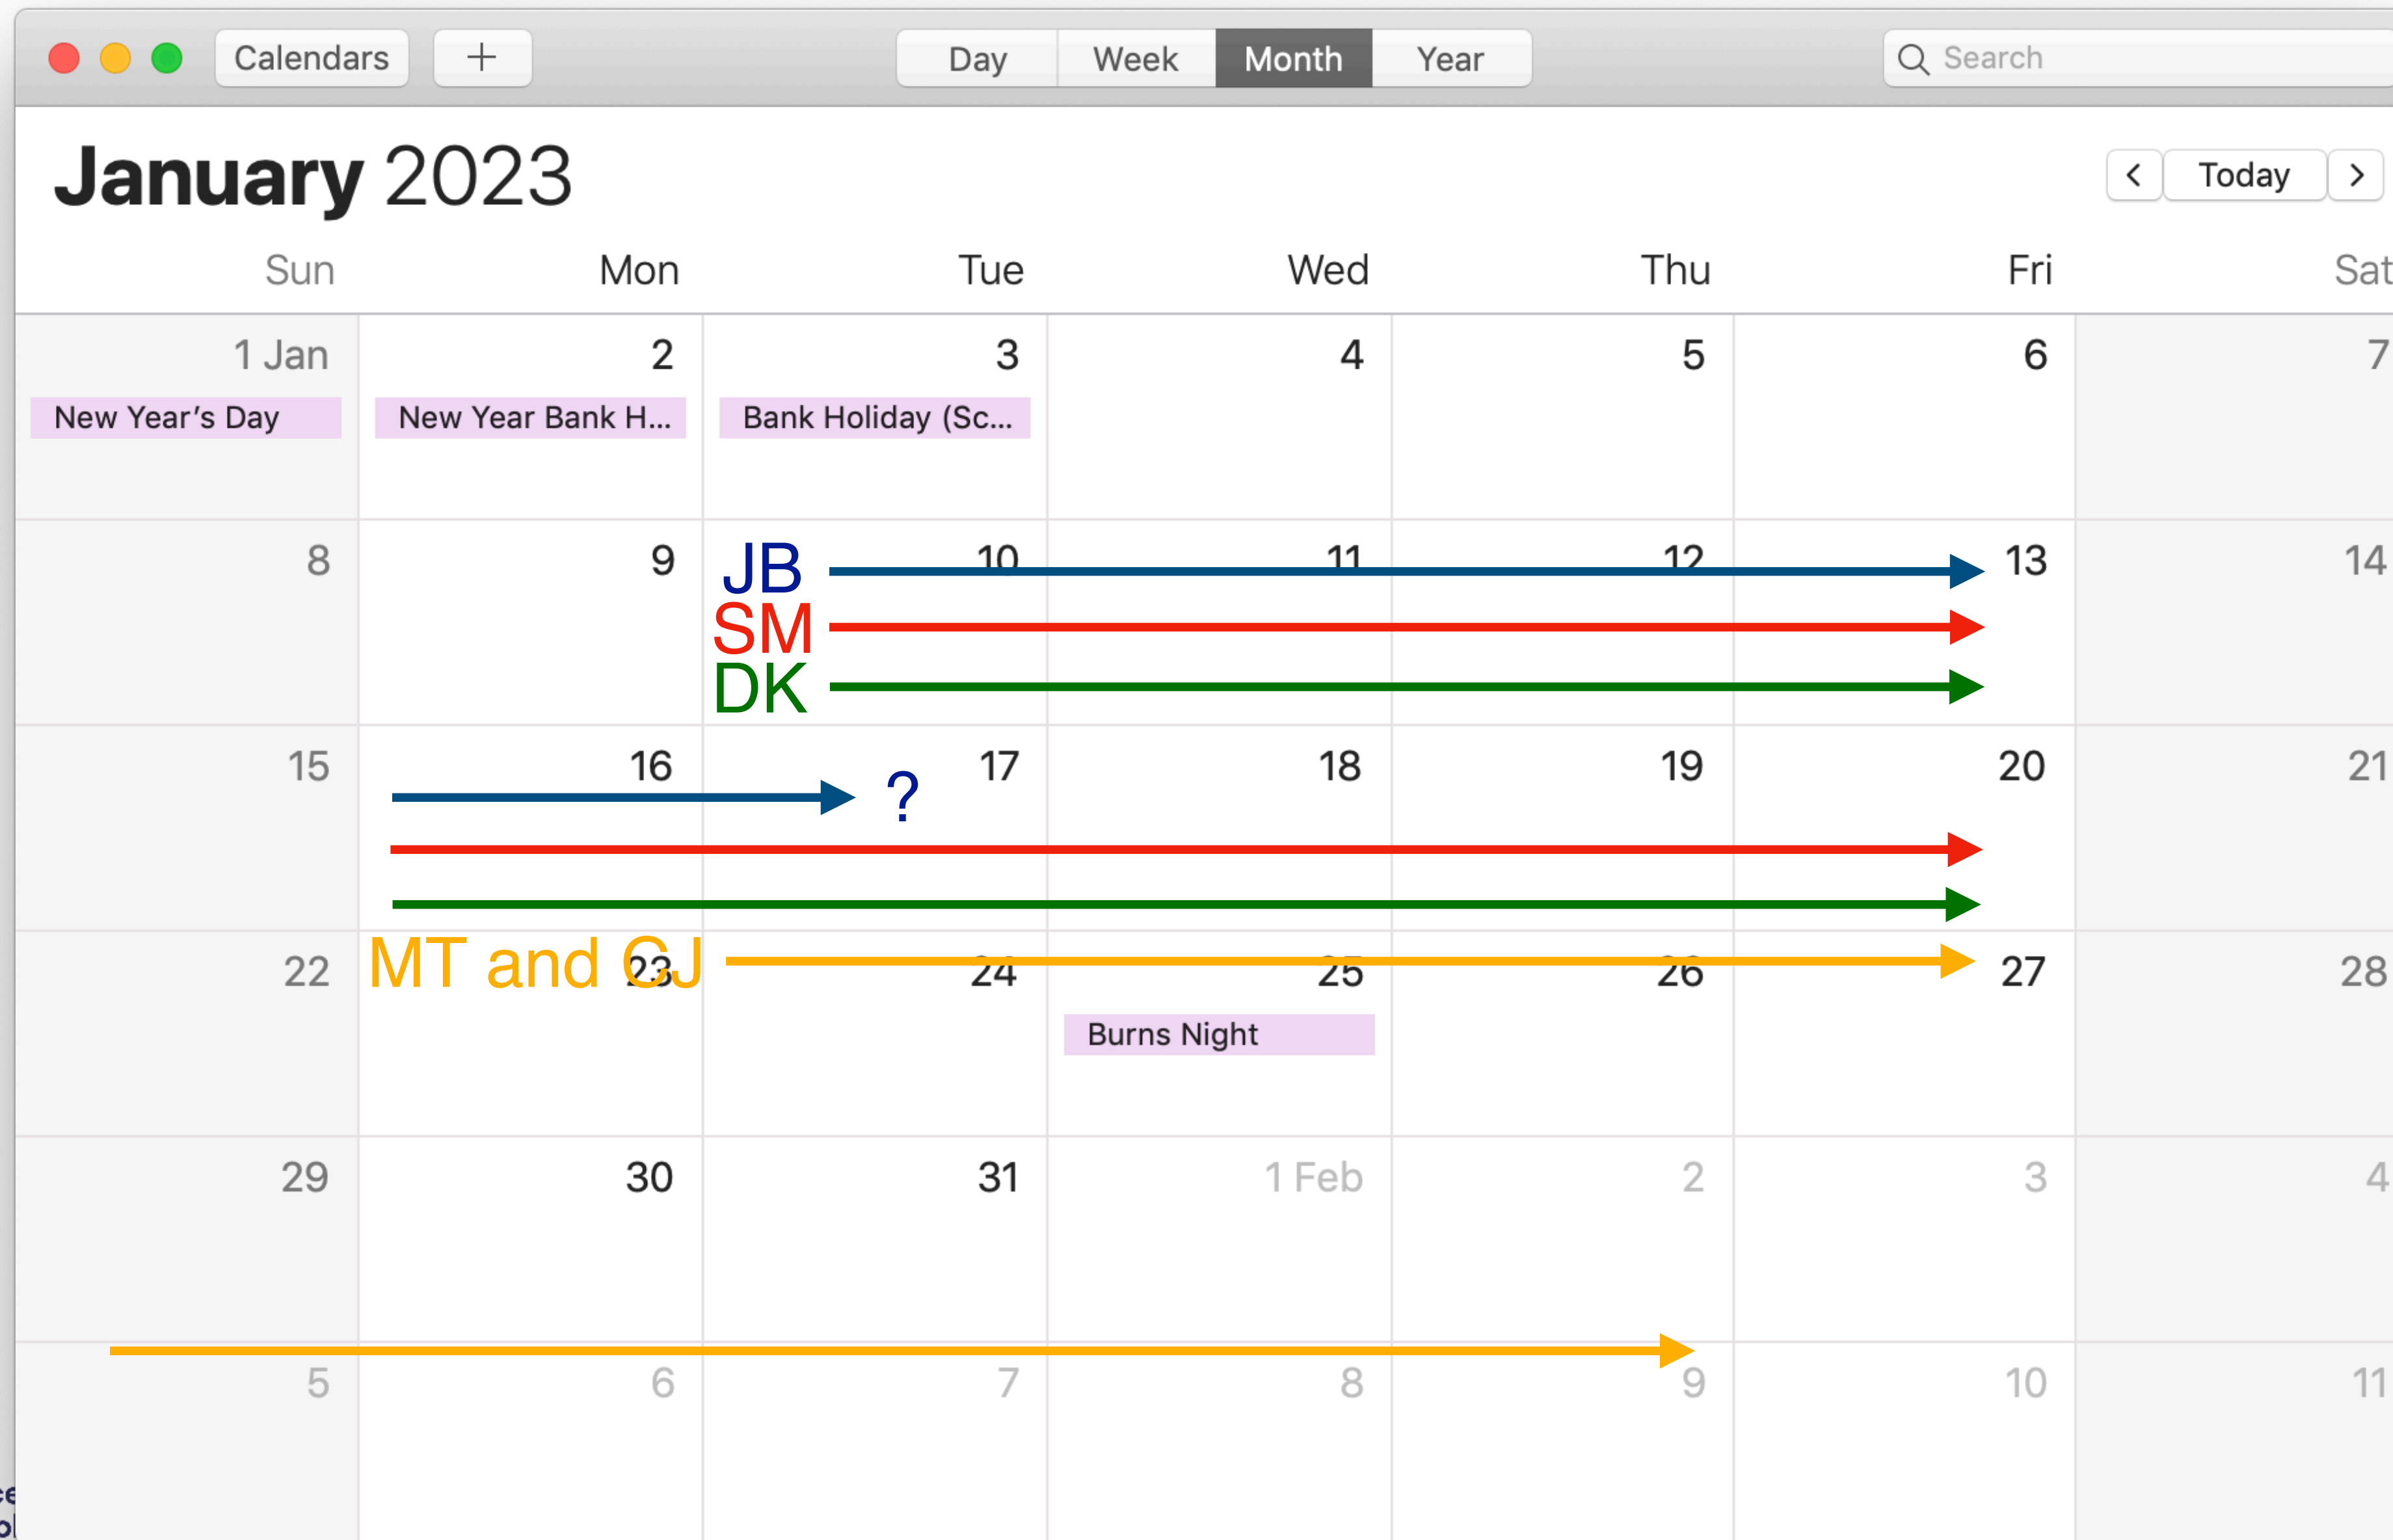 Calendars + Day Week Month Year Search
January 2023
< Today >
Sun Mon Tue Wed Thu Fri Sat
1 Jan 2 3 4 5 6 7
New Year's Day New Year Bank H... Bank Holiday (Sc...
8 9 JB 10 11 12 13 14
SM
DK
15 16 17 18 19 20 21
?
22 MT and CJ 23 24 25 26 27 28
Burns Night
29 30 31 1 Feb 2 3 4
5 6 7 8 9 10 11